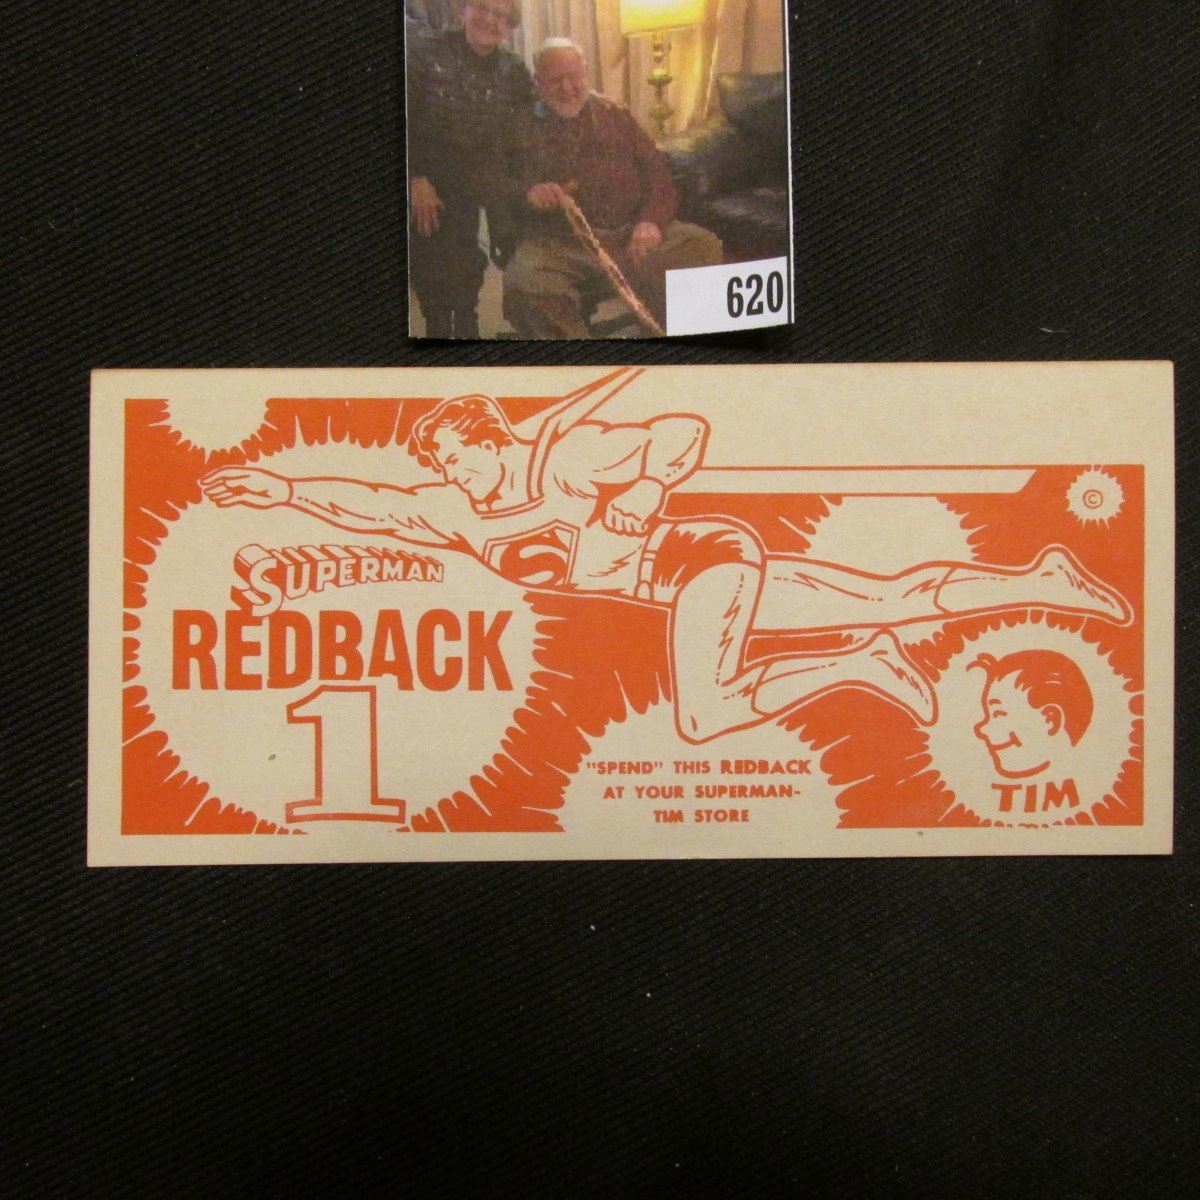 620
©
S
SUPERMAN
REDBACK
1
"SPEND" THIS REDBACK
AT YOUR SUPERMAN-
TIM STORE
TIM